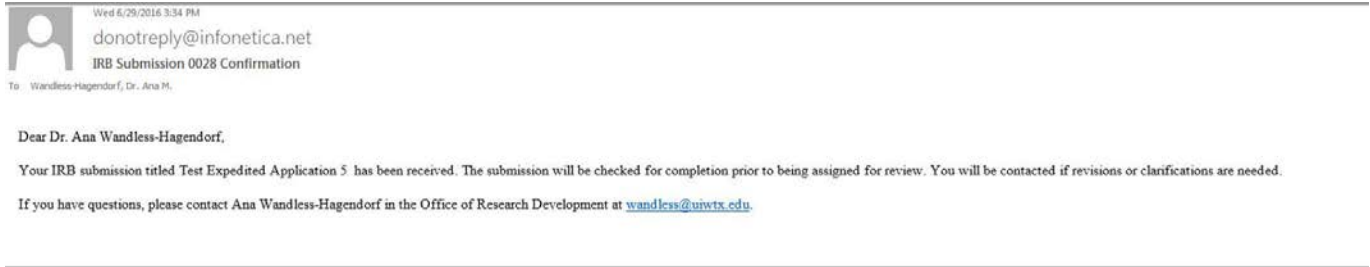 Wed 6/29/2016 3:34 PM
donotreply@infonetica.net
IRB Submission 0028 Confirmation
To Wandless-Hagendorf, Dr. Ana M.
Dear Dr. Ana Wandless-Hagendorf,
Your IRB submission titled Test Expedited Application 5 has been received. The submission will be checked for completion prior to being assigned for review. You will be contacted if revisions or clarifications are needed.
If you have questions, please contact Ana Wandless-Hagendorf in the Office of Research Development at wandless@uiwtx.edu.